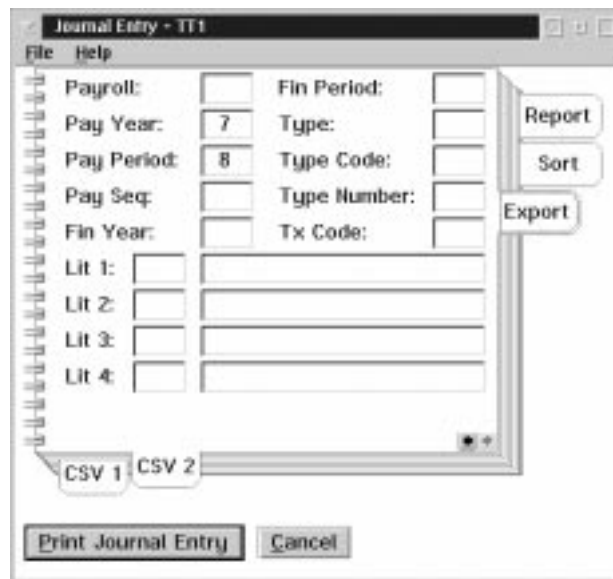 Journal Entry - TT1
File Help
Payroll: Fin Period:
Pay Year: 7 Type:
Pay Period: 8 Type Code:
Pay Seq: Type Number:
Fin Year: Tx Code:
Lit 1:
Lit 2:
Lit 3:
Lit 4:
Report
Sort
Export
CSV 1 CSV 2
Print Journal Entry Cancel